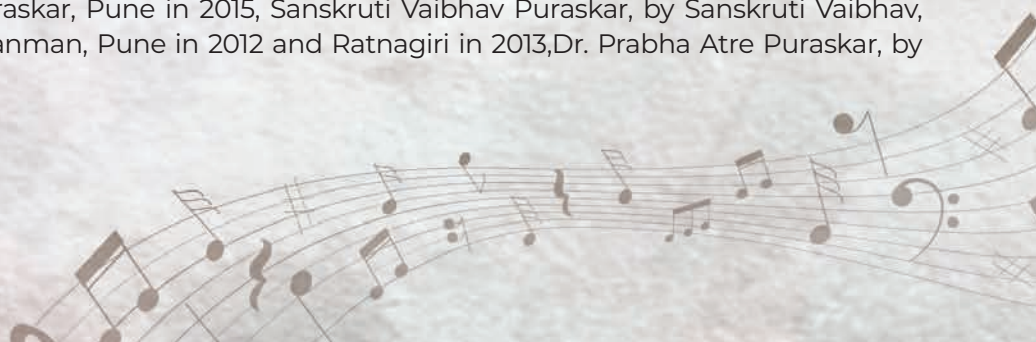 raskar, Pune in 2015, Sanskruti Vaibhav Puraskar, by Sanskruti Vaibhav,
anman, Pune in 2012 and Ratnagiri in 2013,Dr. Prabha Atre Puraskar, by